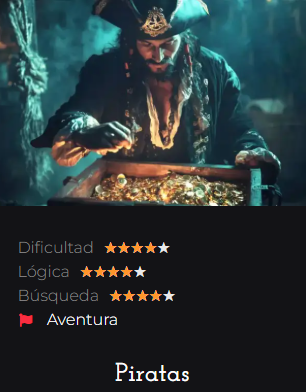 Dificultad
Lógica
Búsqueda
Aventura
Piratas